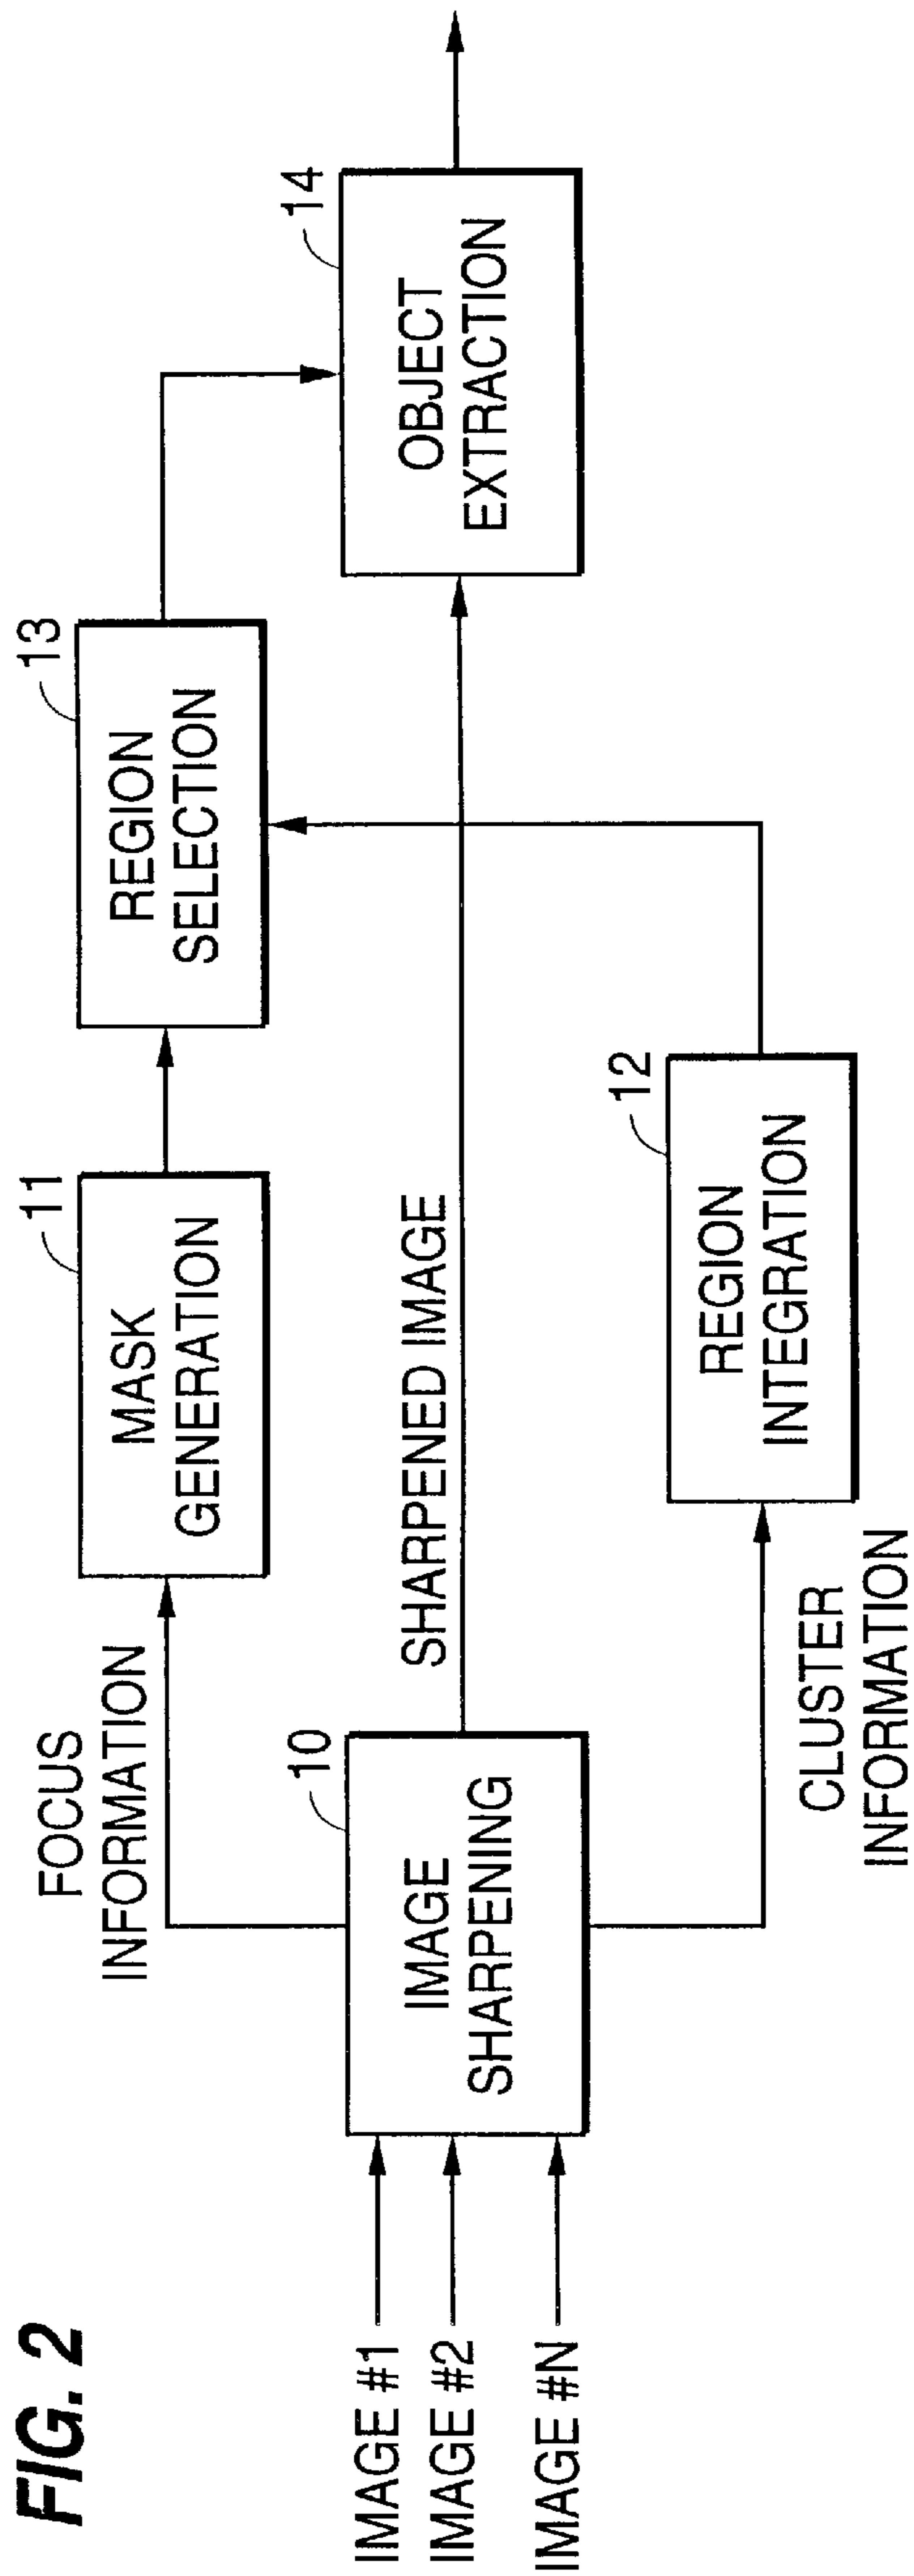 FIG. 2
IMAGE #1
IMAGE #2
IMAGE #N
10
IMAGE
SHARPENING
FOCUS
INFORMATION
SHARPENED IMAGE
CLUSTER
INFORMATION
11
MASK
GENERATION
12
REGION
INTEGRATION
13
REGION
SELECTION
14
OBJECT
EXTRACTION